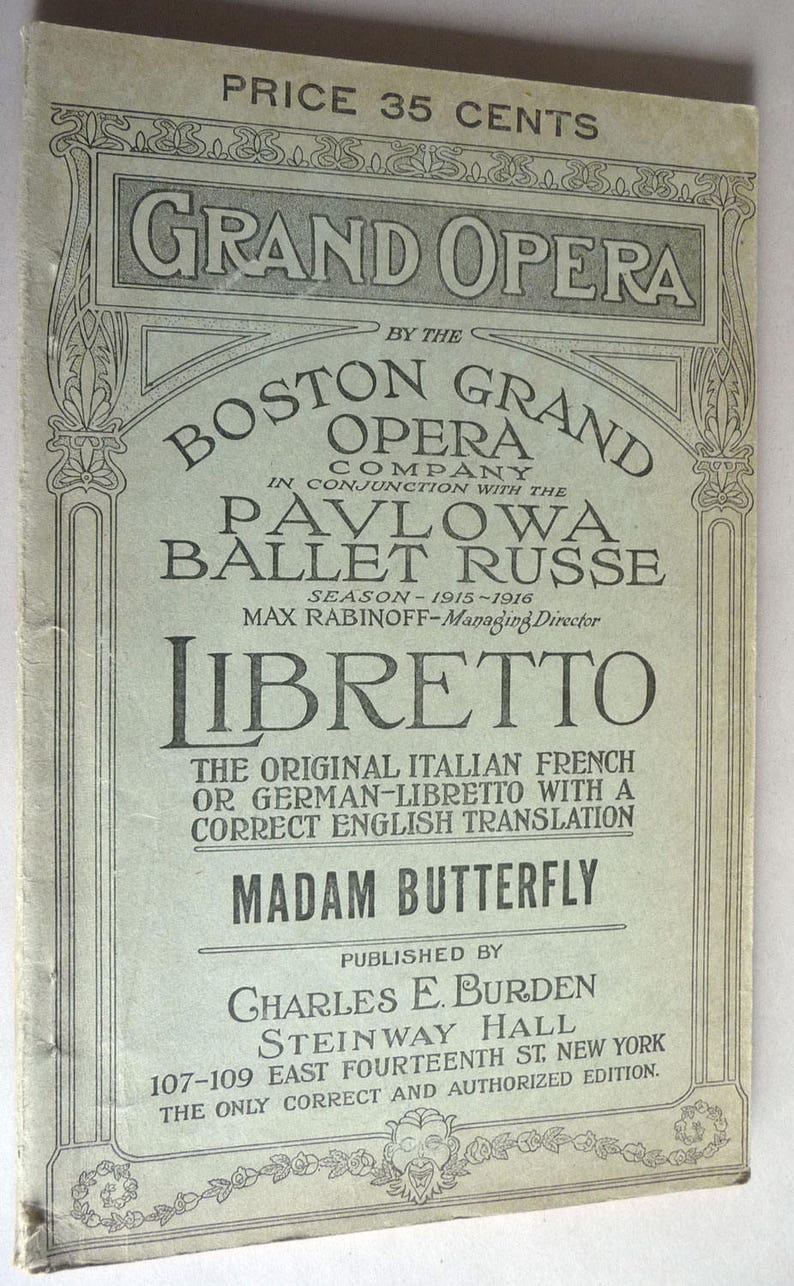 PRICE 35 CENTS
GRAND OPERA
BY THE
BOSTON GRAND
OPERA
COMPANY
IN CONJUNCTION WITH THE
PAVLOWA
BALLET RUSSE
SEASON - 1915~1916
MAX RABINOFF-Managing Director
LIBRETTO
THE ORIGINAL ITALIAN FRENCH
OR GERMAN-LIBRETTO WITH A
CORRECT ENGLISH TRANSLATION
MADAM BUTTERFLY
PUBLISHED BY
CHARLES E. BURDEN
STEINWAY HALL
107-109 EAST FOURTEENTH ST, NEW YORK
THE ONLY CORRECT AND AUTHORIZED EDITION.